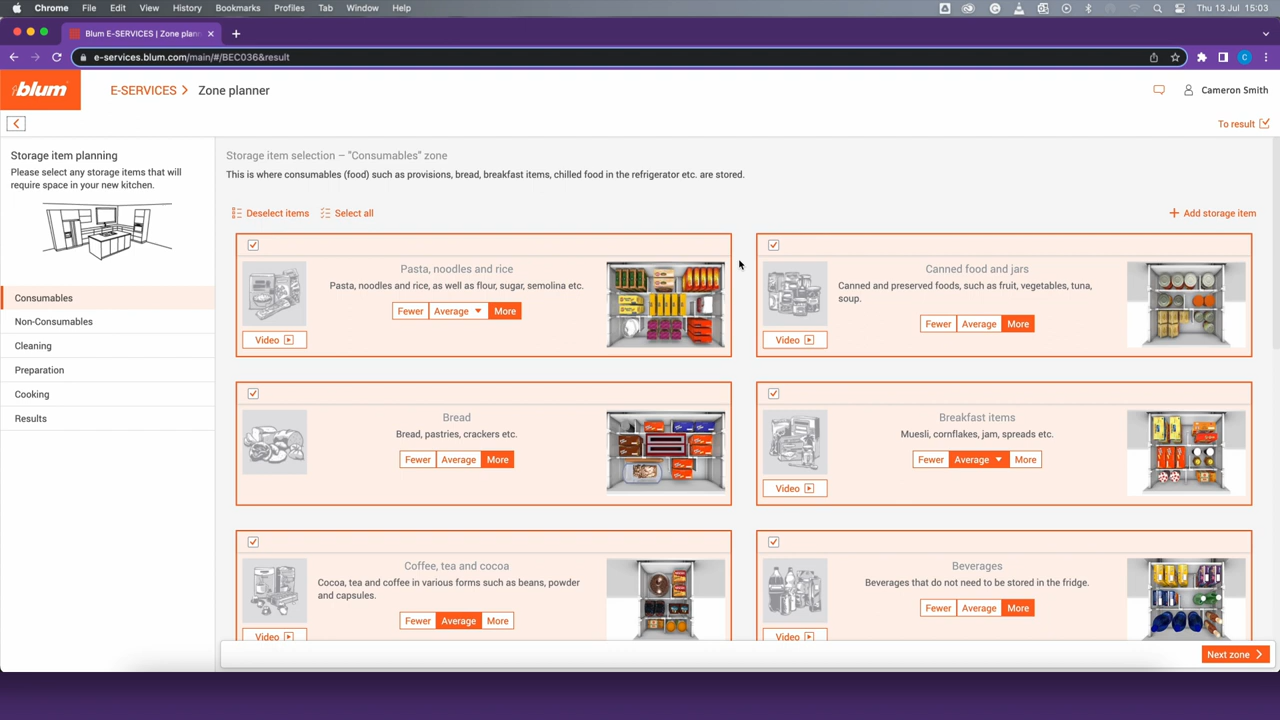 Chrome File Edit View History Bookmarks Profiles Tab Window Help Thu 13 Jul 15:03
Blum E-SERVICES | Zone plann
e-services.blum.com/main/#/BEC036&result
blum
E-SERVICES > Zone planner
Cameron Smith
To result
Storage item planning
Please select any storage items that will
require space in your new kitchen.
Consumables
Non-Consumables
Cleaning
Preparation
Cooking
Results
Storage item selection – "Consumables" zone
This is where consumables (food) such as provisions, bread, breakfast items, chilled food in the refrigerator etc. are stored.
Deselect items Select all
+ Add storage item
Pasta, noodles and rice
Pasta, noodles and rice, as well as flour, sugar, semolina etc.
Fewer Average More
Video
Canned food and jars
Canned and preserved foods, such as fruit, vegetables, tuna,
soup.
Fewer Average More
Video
Bread
Bread, pastries, crackers etc.
Fewer Average More
Breakfast items
Muesli, cornflakes, jam, spreads etc.
Fewer Average More
Video
Coffee, tea and cocoa
Cocoa, tea and coffee in various forms such as beans, powder
and capsules.
Fewer Average More
Video
Beverages
Beverages that do not need to be stored in the fridge.
Fewer Average More
Video
Next zone